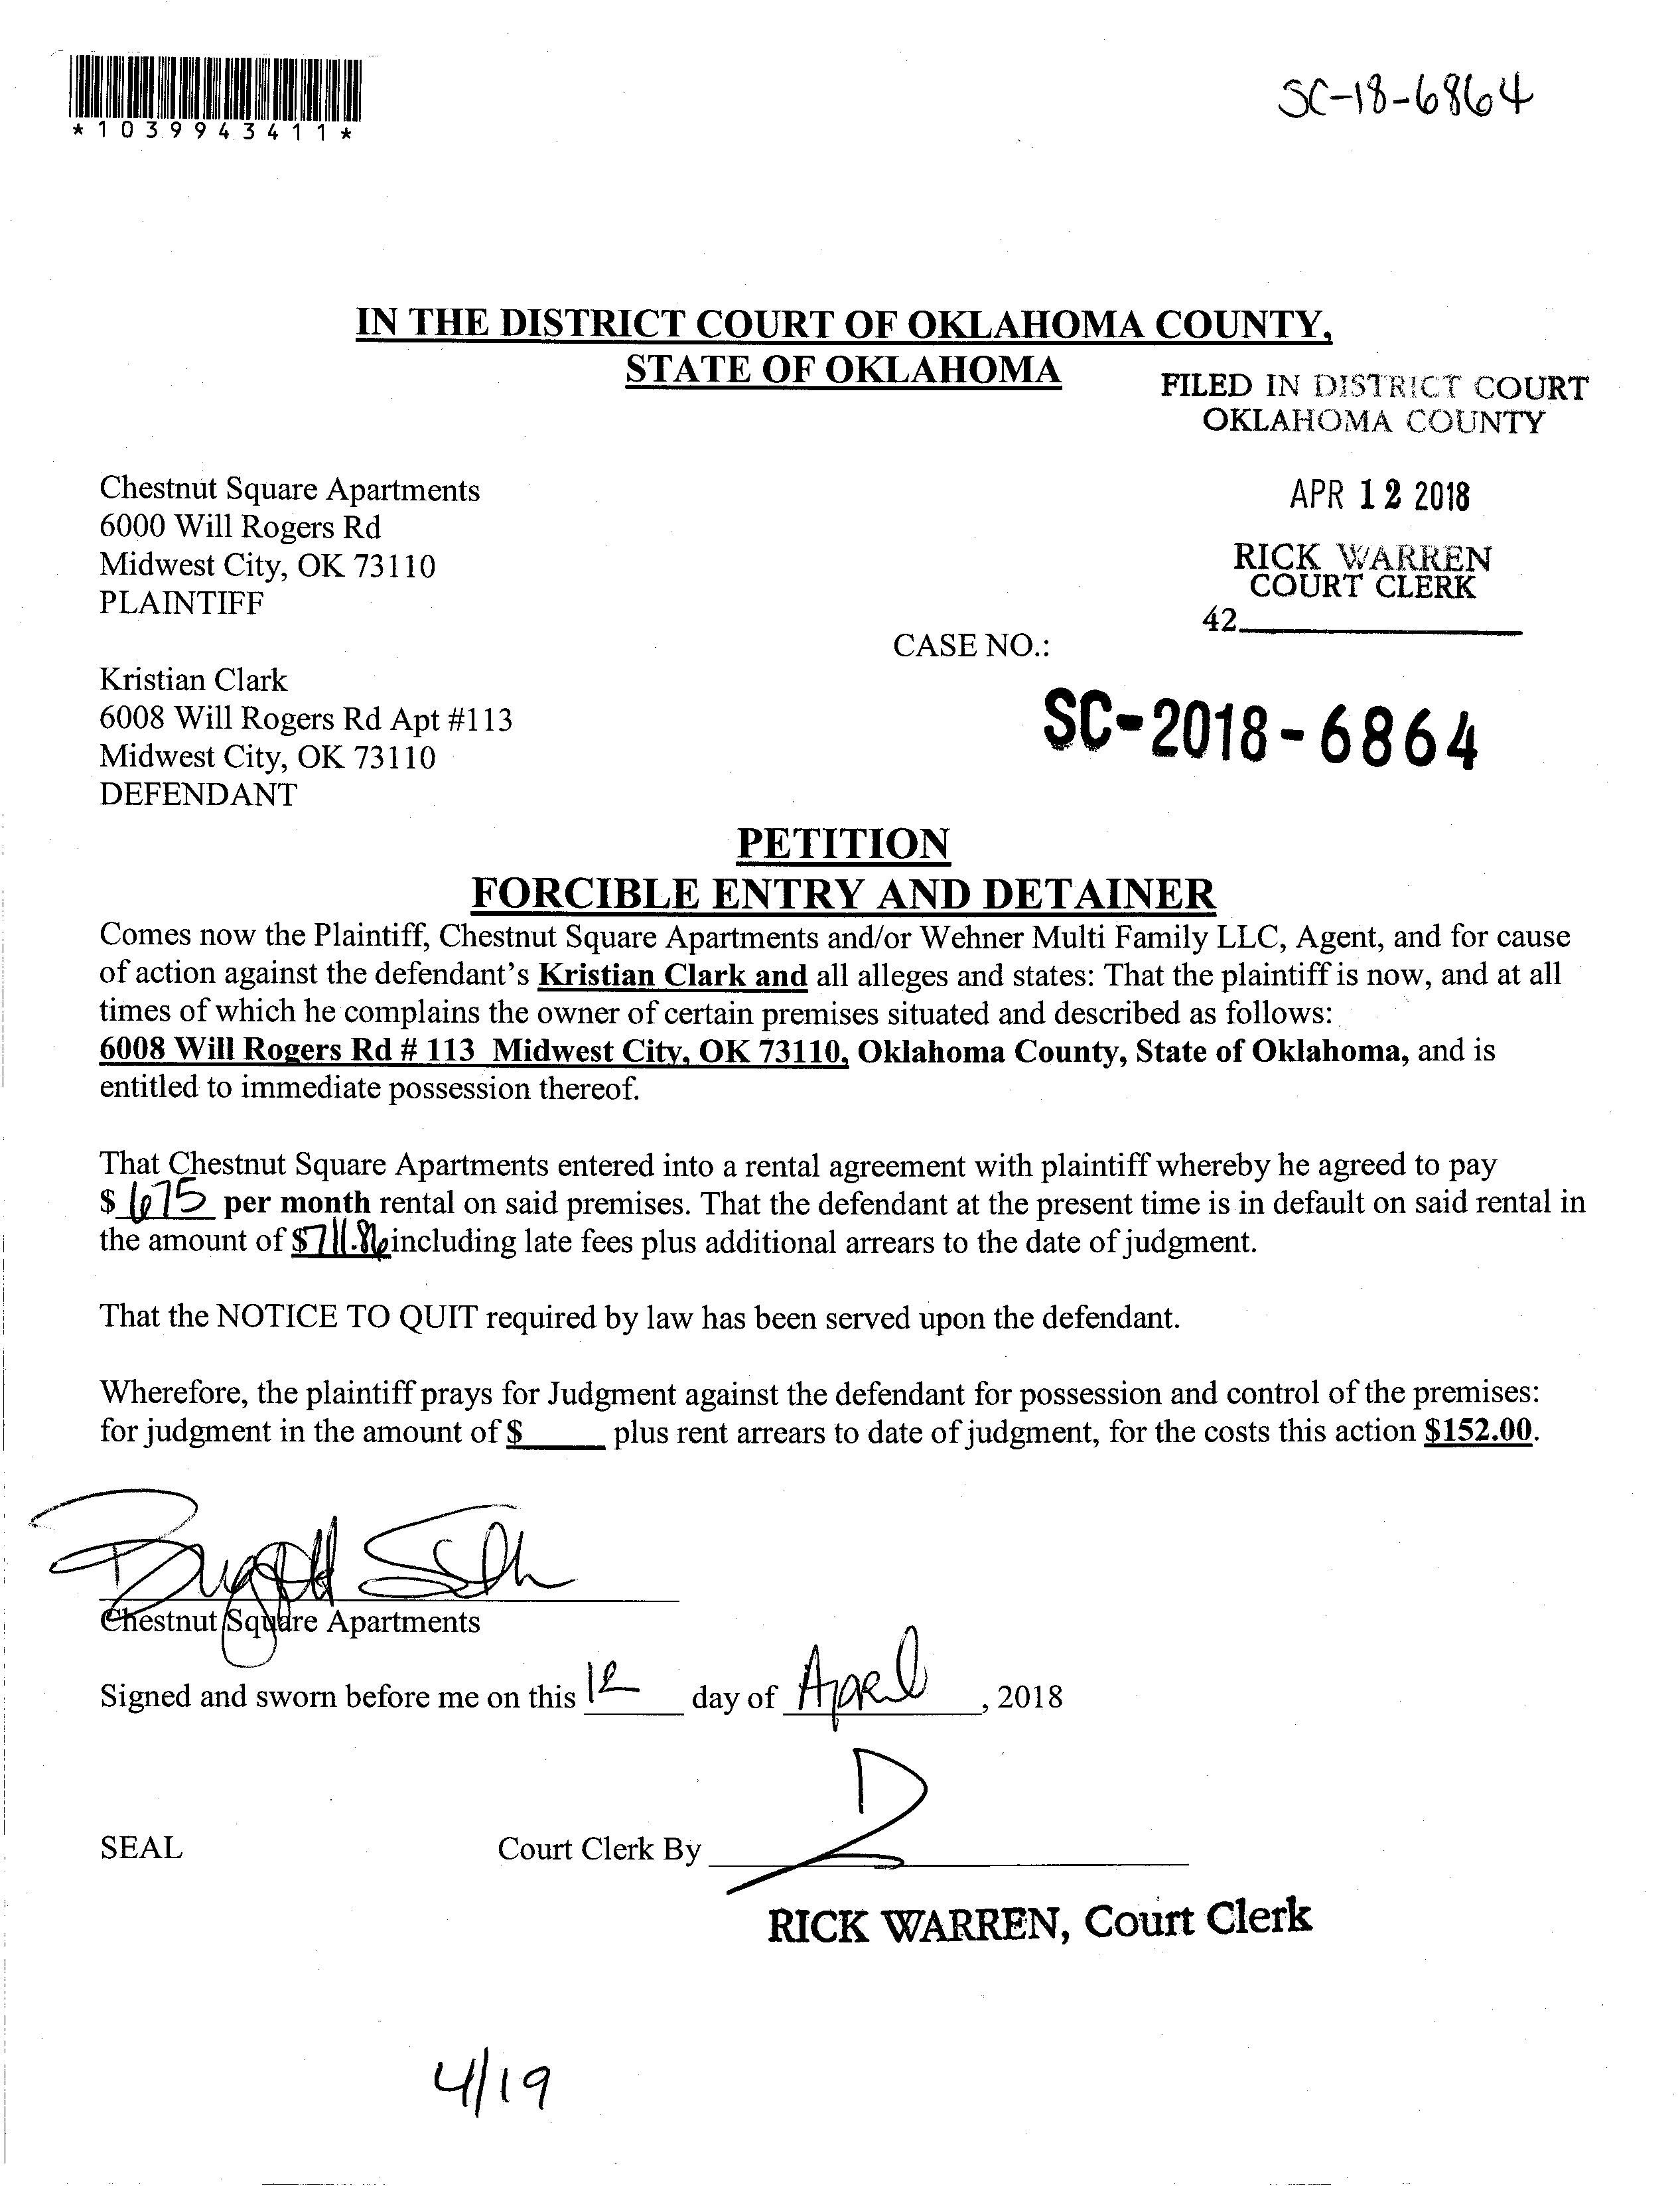 *1039943411*
SC-18-6864
IN THE DISTRICT COURT OF OKLAHOMA COUNTY,
STATE OF OKLAHOMA
FILED IN DISTRICT COURT
OKLAHOMA COUNTY
Chestnut Square Apartments
6000 Will Rogers Rd
Midwest City, OK 73110
PLAINTIFF
APR 12 2018
RICK WARREN
COURT CLERK
42
CASE NO.:
Kristian Clark
6008 Will Rogers Rd Apt #113
Midwest City, OK 73110
DEFENDANT
SC-2018-6864
PETITION
FORCIBLE ENTRY AND DETAINER
Comes now the Plaintiff, Chestnut Square Apartments and/or Wehner Multi Family LLC, Agent, and for cause
of action against the defendant's Kristian Clark and all alleges and states: That the plaintiff is now, and at all
times of which he complains the owner of certain premises situated and described as follows:
6008 Will Rogers Rd # 113 Midwest City, OK 73110, Oklahoma County, State of Oklahoma, and is
entitled to immediate possession thereof.
That Chestnut Square Apartments entered into a rental agreement with plaintiff whereby he agreed to pay
$ 675 per month rental on said premises. That the defendant at the present time is in default on said rental in
the amount of $711.86 including late fees plus additional arrears to the date of judgment.
That the NOTICE TO QUIT required by law has been served upon the defendant.
Wherefore, the plaintiff prays for Judgment against the defendant for possession and control of the premises:
for judgment in the amount of $_____ plus rent arrears to date of judgment, for the costs this action $152.00.
Chestnut Square Apartments
Signed and sworn before me on this 12 day of April, 2018
SEAL
Court Clerk By
RICK WARREN, Court Clerk
4/19